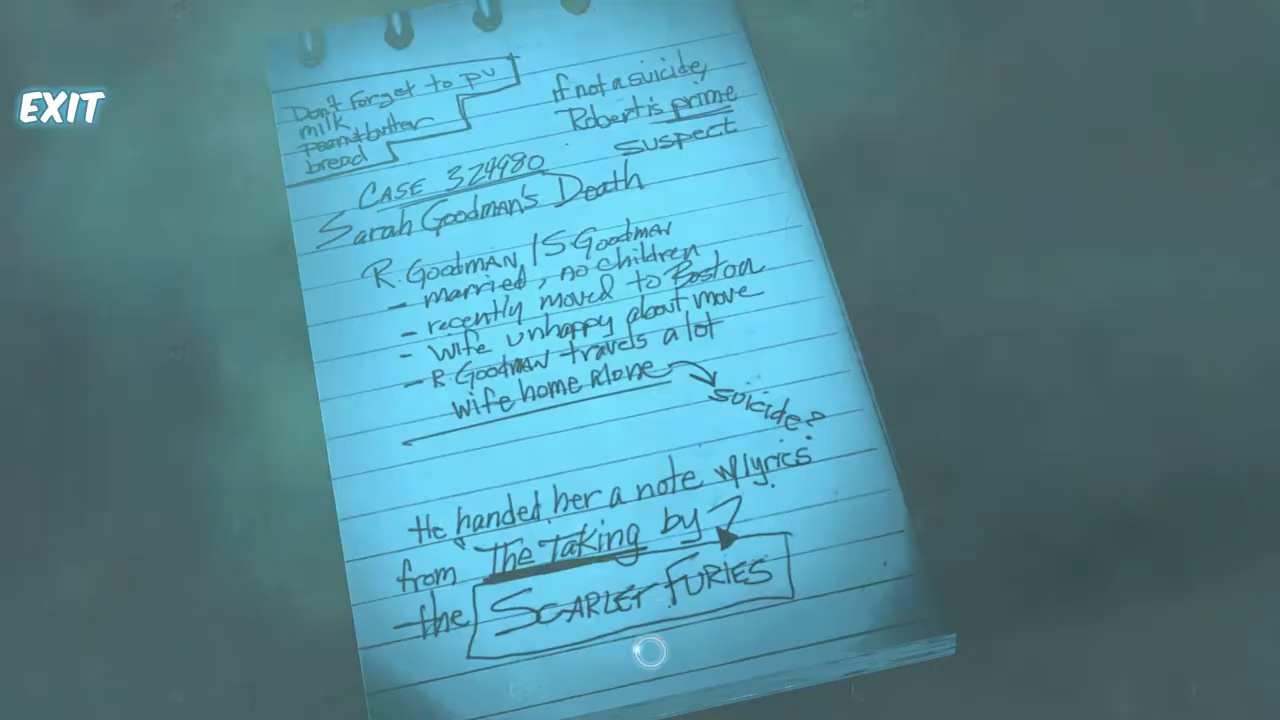 EXIT
Don't forget to pu
milk
peanutbutter
bread
If not a suicide,
Robert is prime
suspect
CASE 324980
Sarah Goodman's Death
R. GOODMAN / S GOODMAN
- married, no children
- recently moved to Boston
- wife unhappy about move
- R. GOODMAN travels a lot
wife home alone
suicide?
He handed her a note w/lyrics
from "The Taking by?
the SCARLET FURIES